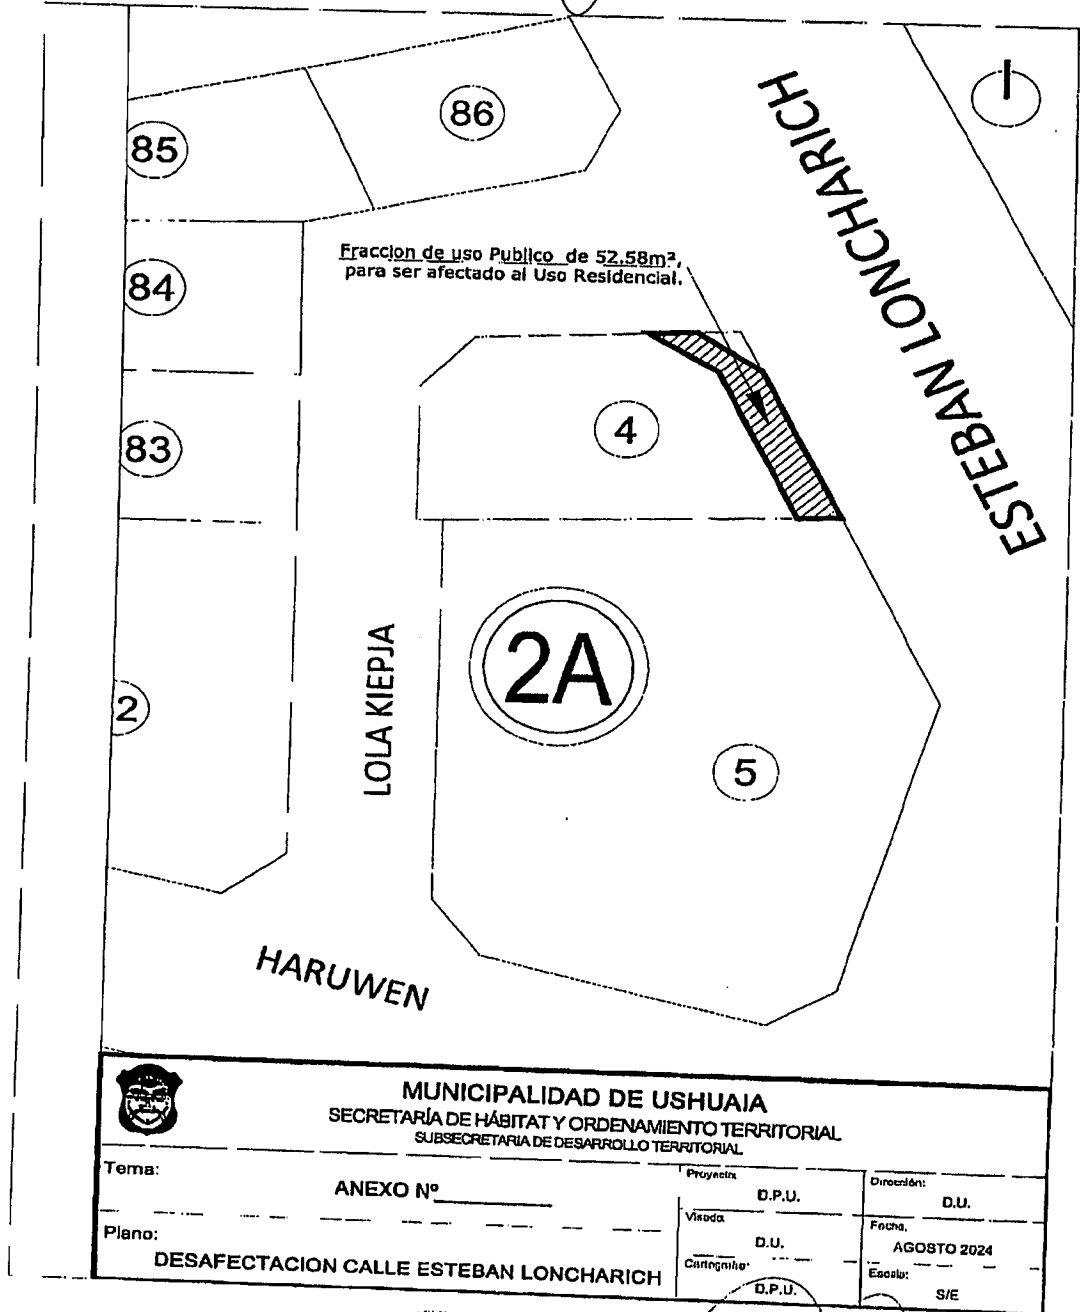 86
85
ESTEBAN LONCHARICH
Fraccion de uso Publico de 52.58m²,
para ser afectado al Uso Residencial.
84
4
83
2A
LOLA KIEPJA
2
5
HARUWEN
MUNICIPALIDAD DE USHUAIA
SECRETARÍA DE HÁBITAT Y ORDENAMIENTO TERRITORIAL
SUBSECRETARIA DE DESARROLLO TERRITORIAL
Tema:
ANEXO Nº
Proyecto:
D.P.U.
Dirección:
D.U.
Plano:
DESAFECTACION CALLE ESTEBAN LONCHARICH
Visado:
D.U.
Fecha.
AGOSTO 2024
Cartografia:
D.P.U.
Escala:
S/E